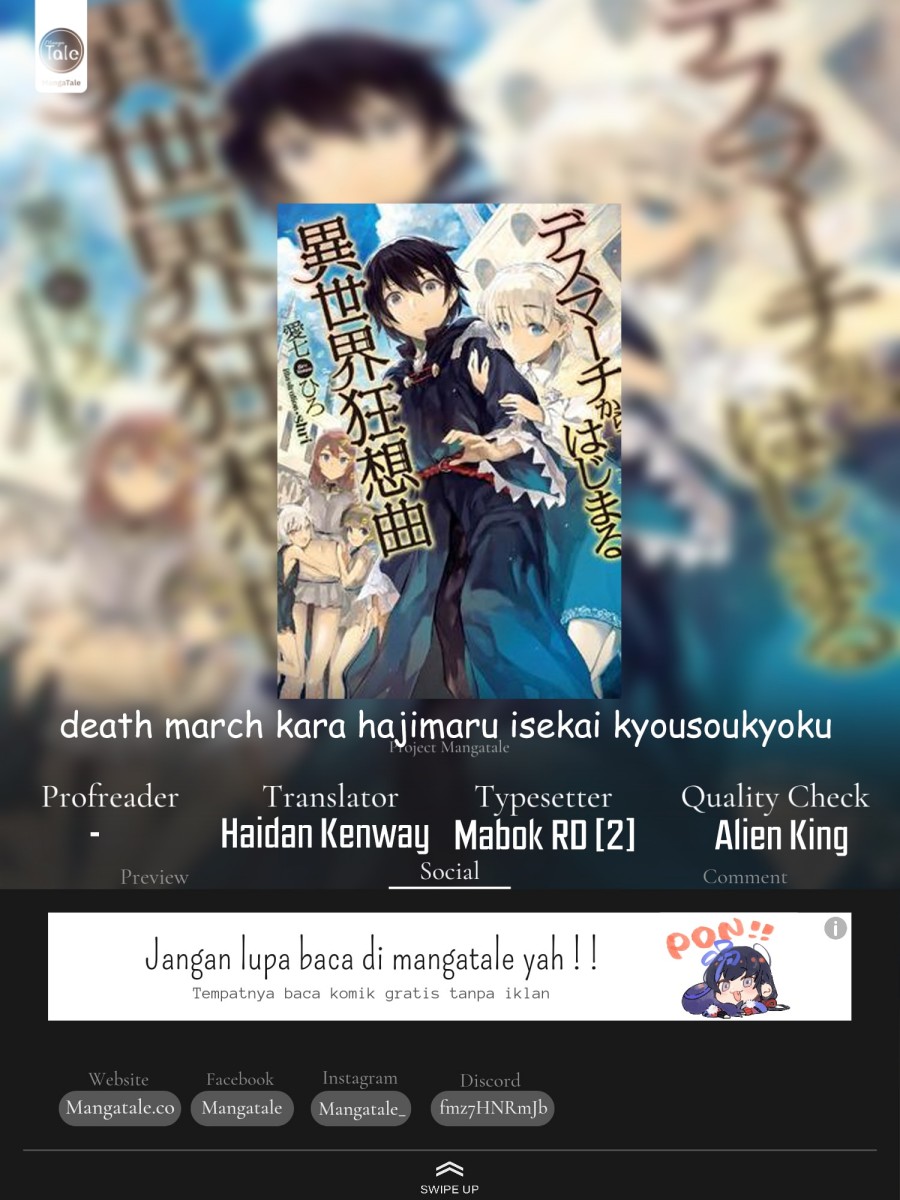 Tale
MangaTale
デスマーチからはじまる
異世界狂想曲
愛七ひろ
death march kara hajimaru isekai kyousoukyoku
Project Mangatale
Profreader
Translator
Typesetter
Quality Check
-
Haidan Kenway
Mabok RD [2]
Alien King
Preview
Social
Comment
Jangan lupa baca di mangatale yah ! !
Tempatnya baca komik gratis tanpa iklan
PON!!
i
Website
Facebook
Instagram
Discord
Mangatale.co
Mangatale
Mangatale_
fmz7HNRmJb
SWIPE UP